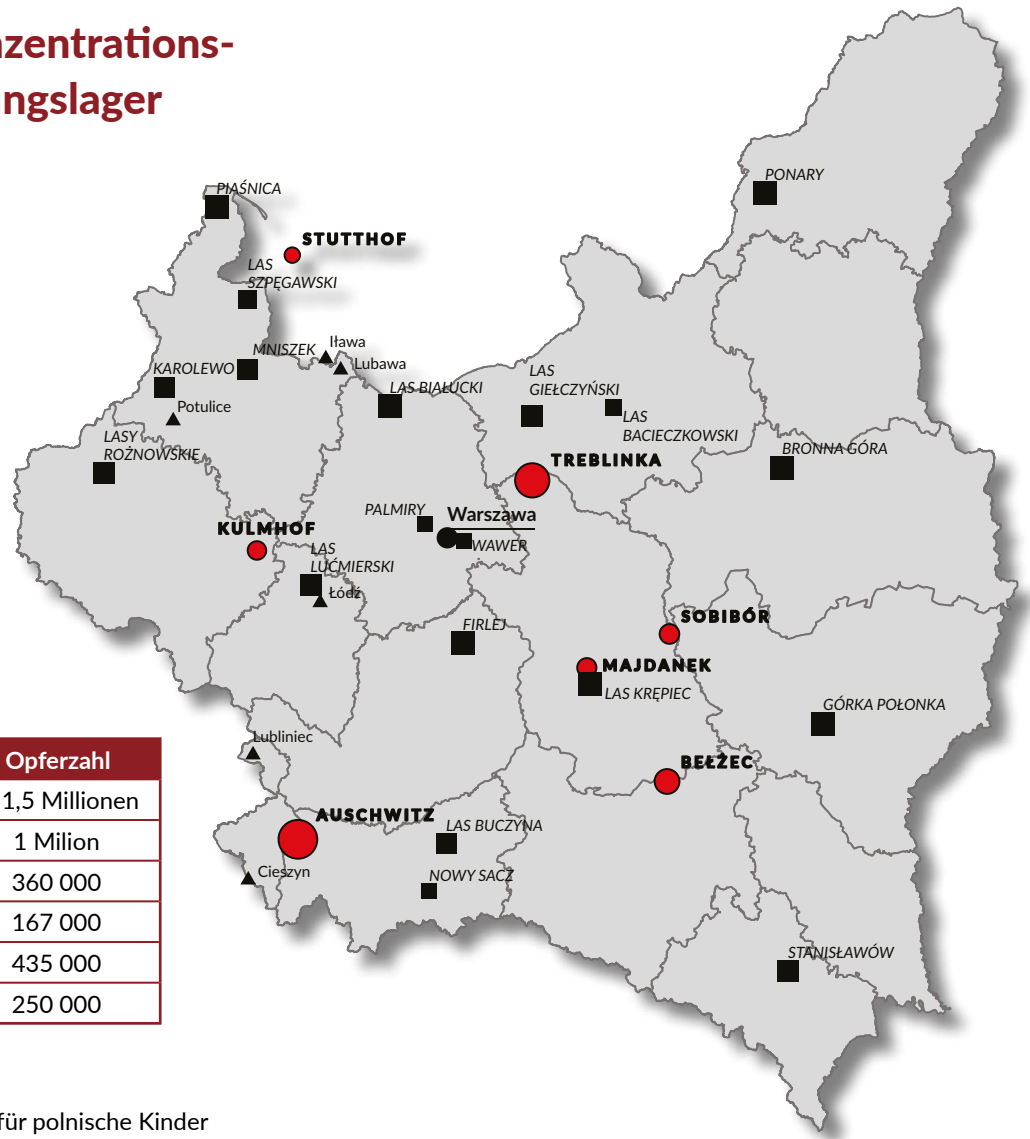 nzentrations-
ngslager
PIAŚNICA
PONARY
STUTTHOF
LAS
SZPĘGAWSKI
MNISZEK
Iława
Lubawa
KAROLEWO
LAS BIAŁUCKI
LAS
GIEŁCZYŃSKI
Potulice
LAS
BACIECZKOWSKI
LASY
ROŻNOWSKIE
BRONNA GÓRA
TREBLINKA
PALMIRY
Warszawa
WAWER
KULMHOF
LAS
LUĆMIERSKI
Łódź
SOBIBÓR
FIRLEJ
MAJDANEK
LAS KRĘPIEC
GÓRKA POŁONKA
Lubliniec
BEŁŻEC
Opferzahl
1,5 Millionen
1 Milion
360 000
167 000
435 000
250 000
AUSCHWITZ
LAS BUCZYNA
Cieszyn
NOWY SACZ
STANISŁAWÓW
für polnische Kinder